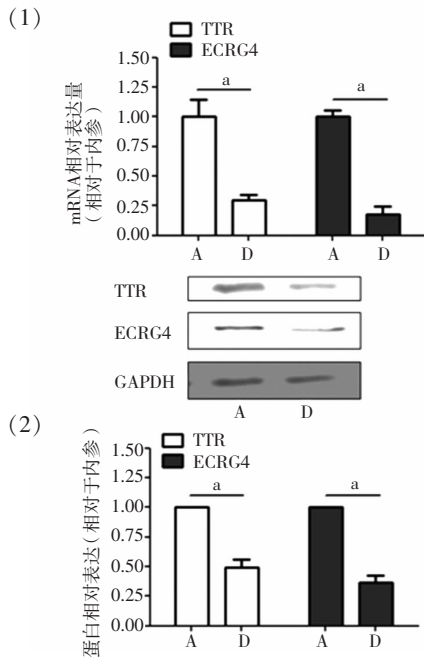 (1)
TTR
ECRG4
mRNA相对表达量
(相对于内参)
1.50
1.25
1.00
0.75
0.50
0.25
0.00
a
a
A
D
A
D
TTR
ECRG4
GAPDH
A
D
(2)
TTR
ECRG4
蛋白相对表达(相对于内参)
1.50
1.25
1.00
0.75
0.50
0.25
0.00
a
a
A
D
A
D